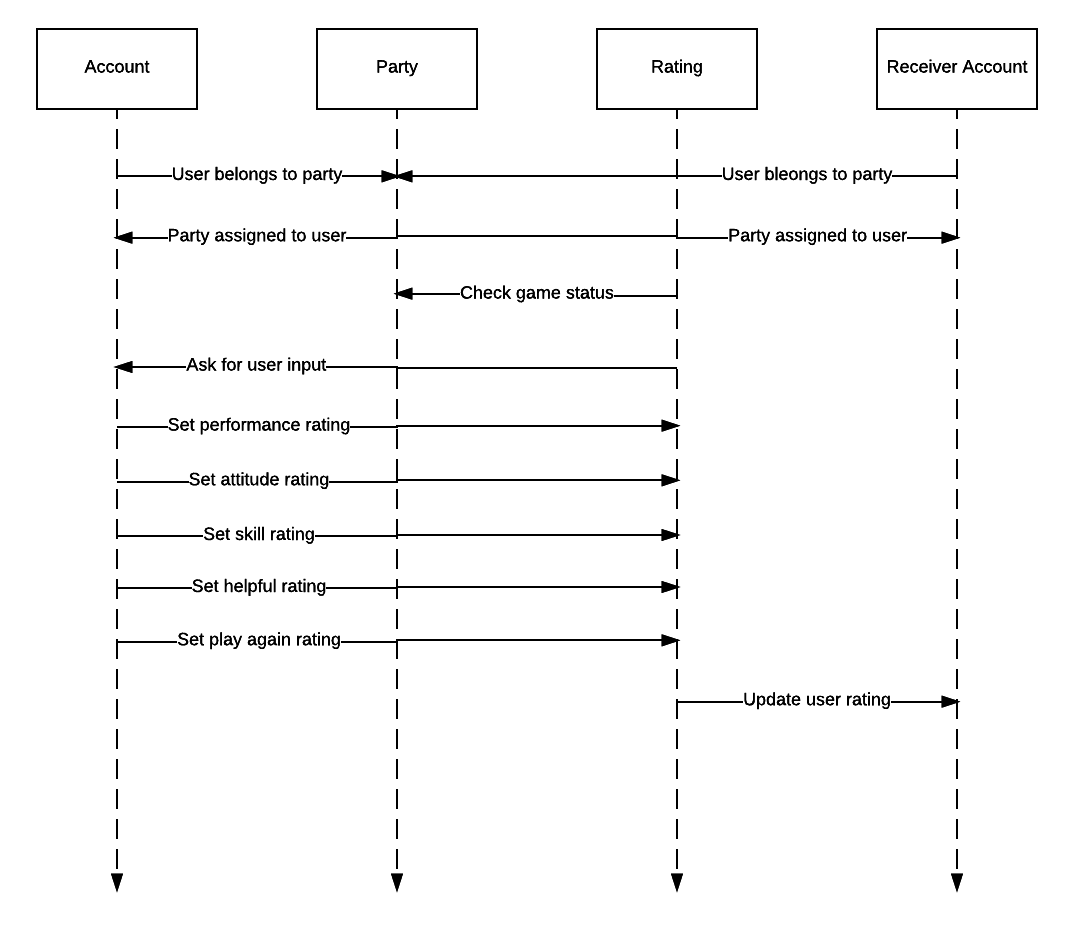 Account
Party
Rating
Receiver Account
User belongs to party
User bleongs to party
Party assigned to user
Party assigned to user
Check game status
Ask for user input
Set performance rating
Set attitude rating
Set skill rating
Set helpful rating
Set play again rating
Update user rating